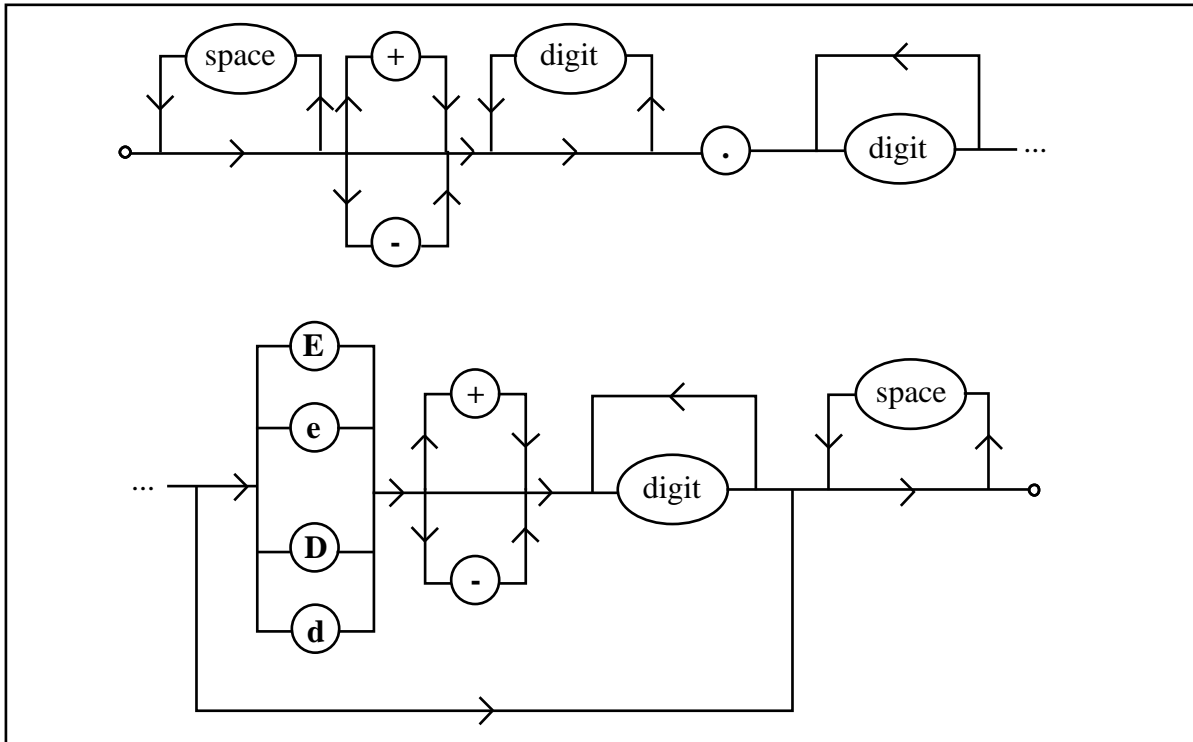 space + digit
. digit ...
-
E
+ space
e
... digit
D
-
d